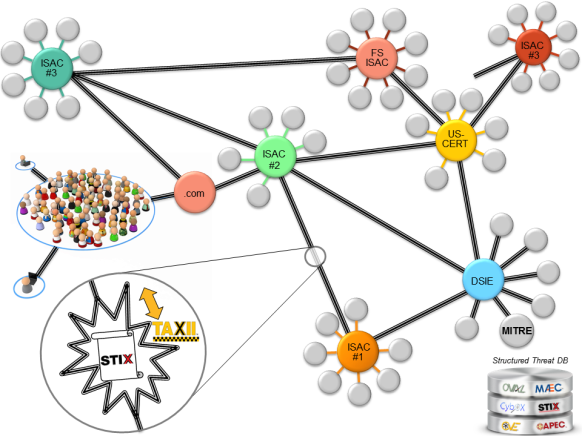 ISAC
#3
FS
ISAC
ISAC
#3
US-
CERT
ISAC
#2
.com
DSIE
MITRE
TAXII
STIX
ISAC
#1
Structured Threat DB
OVAL
MAEC
CybOX
STIX
CAPEC